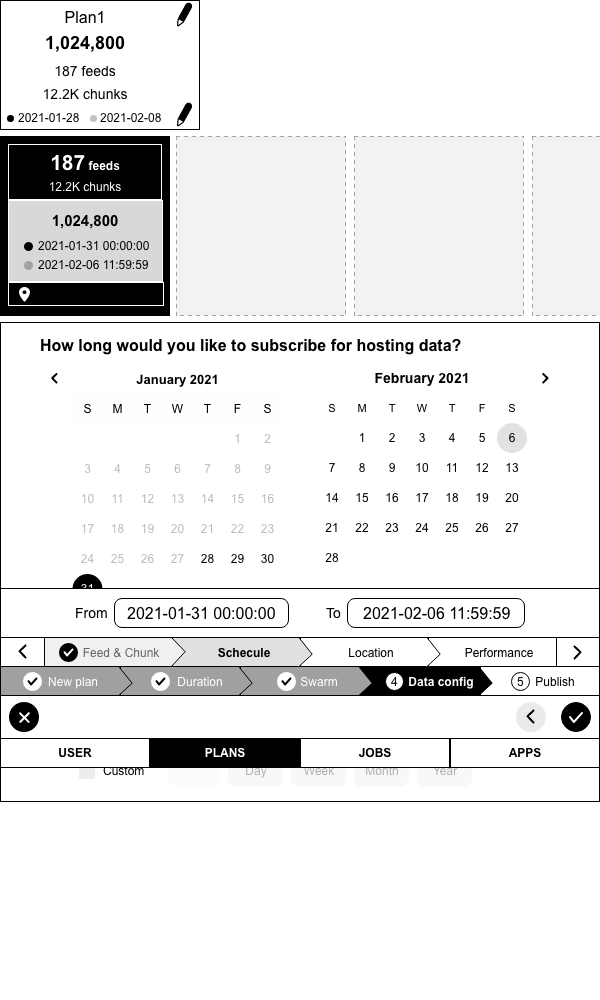 Plan1
1,024,800
187 feeds
12.2K chunks
2021-01-28 2021-02-08
187 feeds
12.2K chunks
1,024,800
2021-01-31 00:00:00
2021-02-06 11:59:59
How long would you like to subscribe for hosting data?
January 2021
S M T W T F S
1 2
3 4 5 6 7 8 9
10 11 12 13 14 15 16
17 18 19 20 21 22 23
24 25 26 27 28 29 30
31
February 2021
S M T W T F S
1 2 3 4 5 6
7 8 9 10 11 12 13
14 15 16 17 18 19 20
21 22 23 24 25 26 27
28
From 2021-01-31 00:00:00 To 2021-02-06 11:59:59
Feed & Chunk Schecule Location Performance
New plan Duration Swarm 4 Data config 5 Publish
USER PLANS JOBS APPS
Custom Day Week Month Year